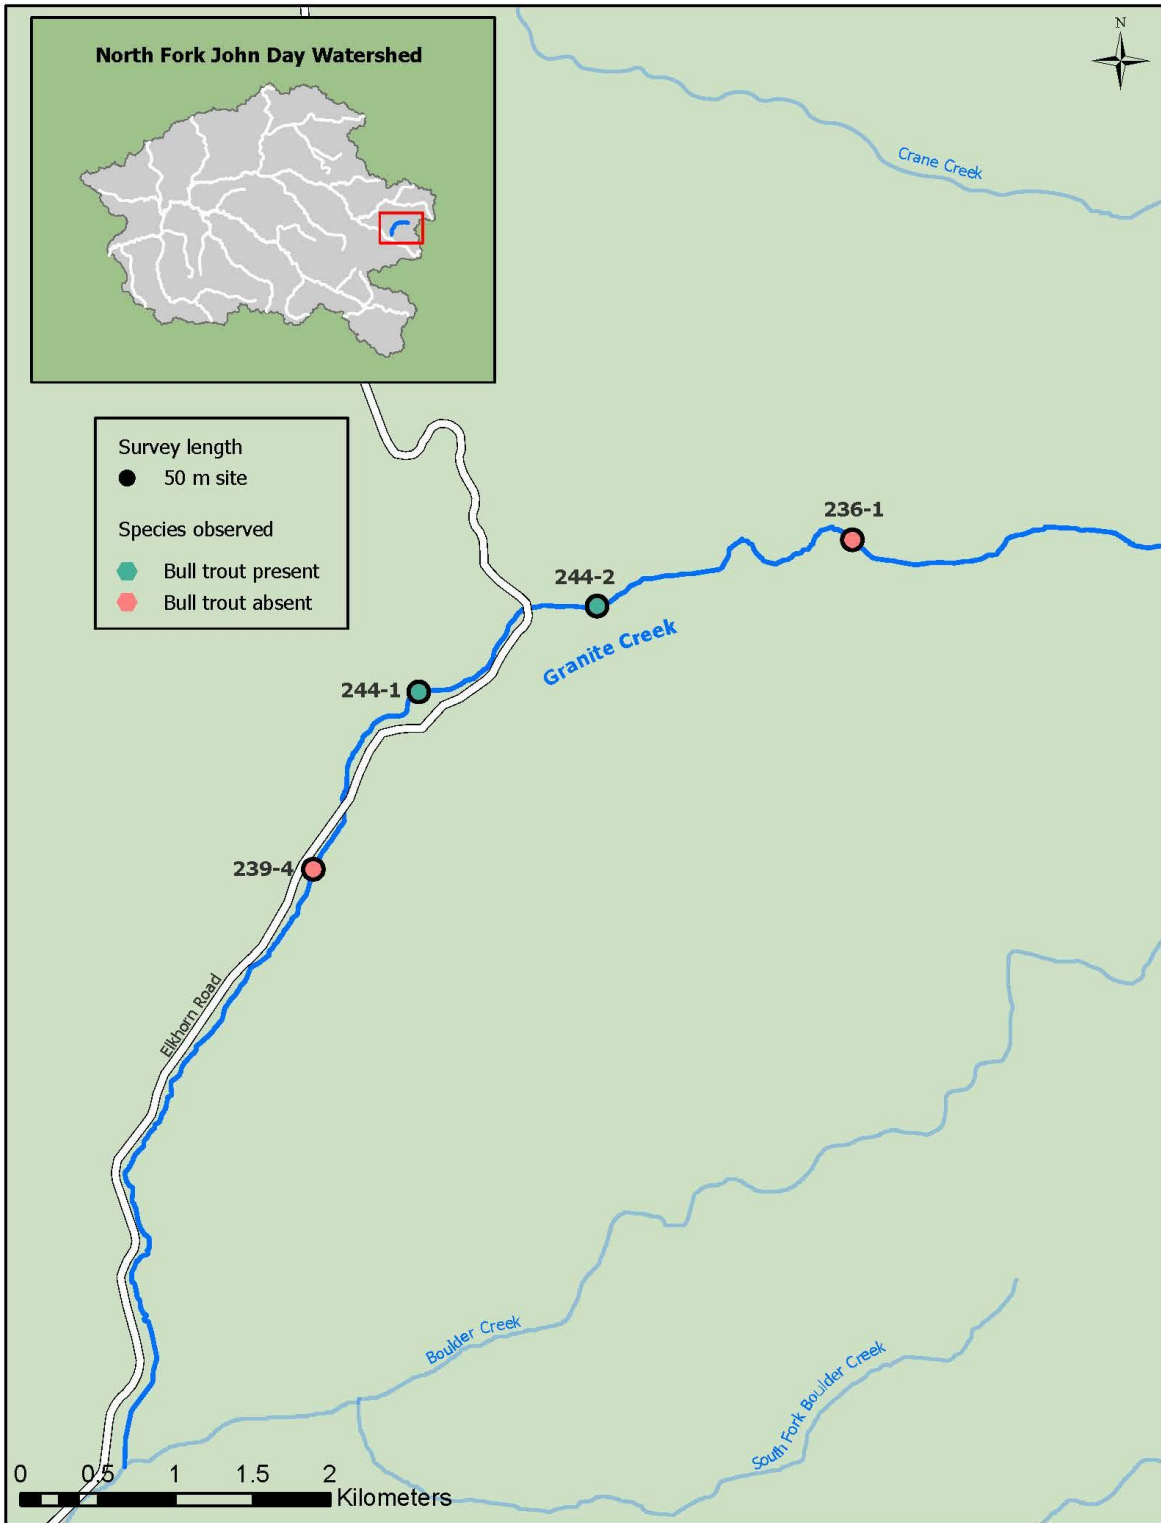 North Fork John Day Watershed
N
Crane Creek
Survey length
50 m site
Species observed
Bull trout present
Bull trout absent
236-1
244-2
Granite Creek
244-1
239-4
Elkhorn Road
Boulder Creek
South Fork Boulder Creek
0 0.5 1 1.5 2
Kilometers